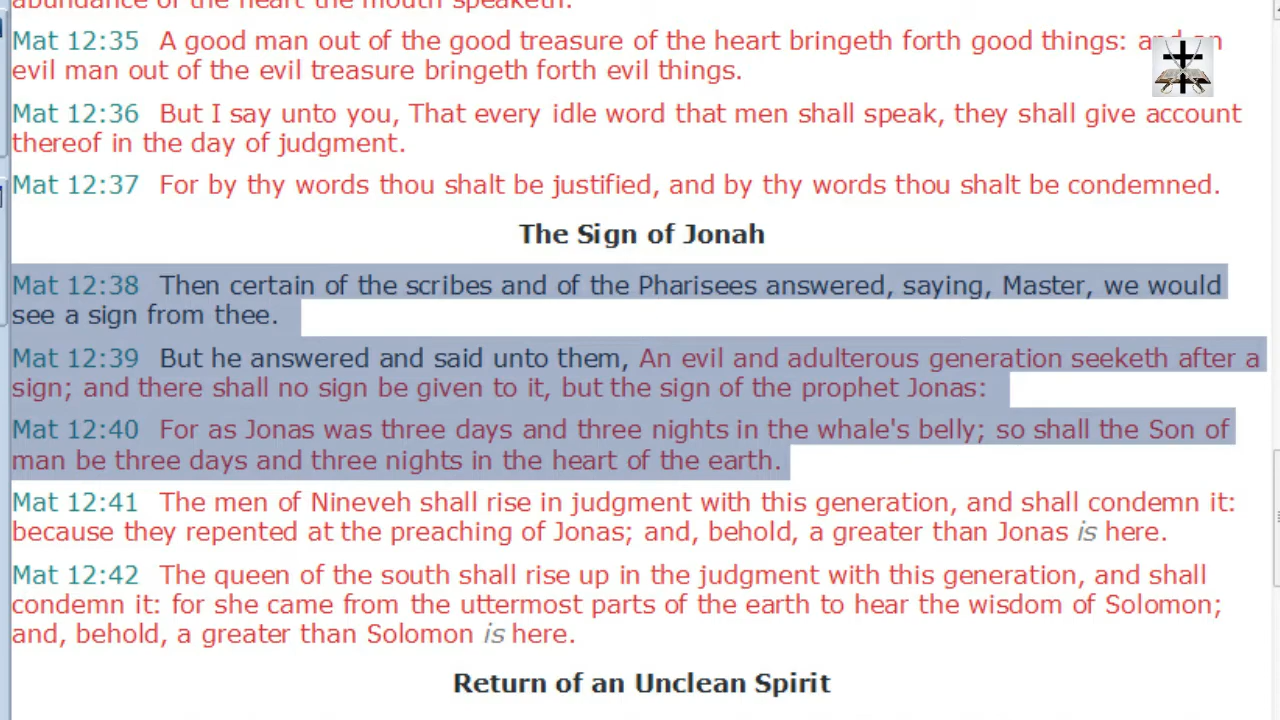 abundance of the heart the mouth speaketh.
Mat 12:35 A good man out of the good treasure of the heart bringeth forth good things: and an
evil man out of the evil treasure bringeth forth evil things.
Mat 12:36 But I say unto you, That every idle word that men shall speak, they shall give account
thereof in the day of judgment.
Mat 12:37 For by thy words thou shalt be justified, and by thy words thou shalt be condemned.
The Sign of Jonah
Mat 12:38 Then certain of the scribes and of the Pharisees answered, saying, Master, we would
see a sign from thee.
Mat 12:39 But he answered and said unto them, An evil and adulterous generation seeketh after a
sign; and there shall no sign be given to it, but the sign of the prophet Jonas:
Mat 12:40 For as Jonas was three days and three nights in the whale's belly; so shall the Son of
man be three days and three nights in the heart of the earth.
Mat 12:41 The men of Nineveh shall rise in judgment with this generation, and shall condemn it:
because they repented at the preaching of Jonas; and, behold, a greater than Jonas is here.
Mat 12:42 The queen of the south shall rise up in the judgment with this generation, and shall
condemn it: for she came from the uttermost parts of the earth to hear the wisdom of Solomon;
and, behold, a greater than Solomon is here.
Return of an Unclean Spirit